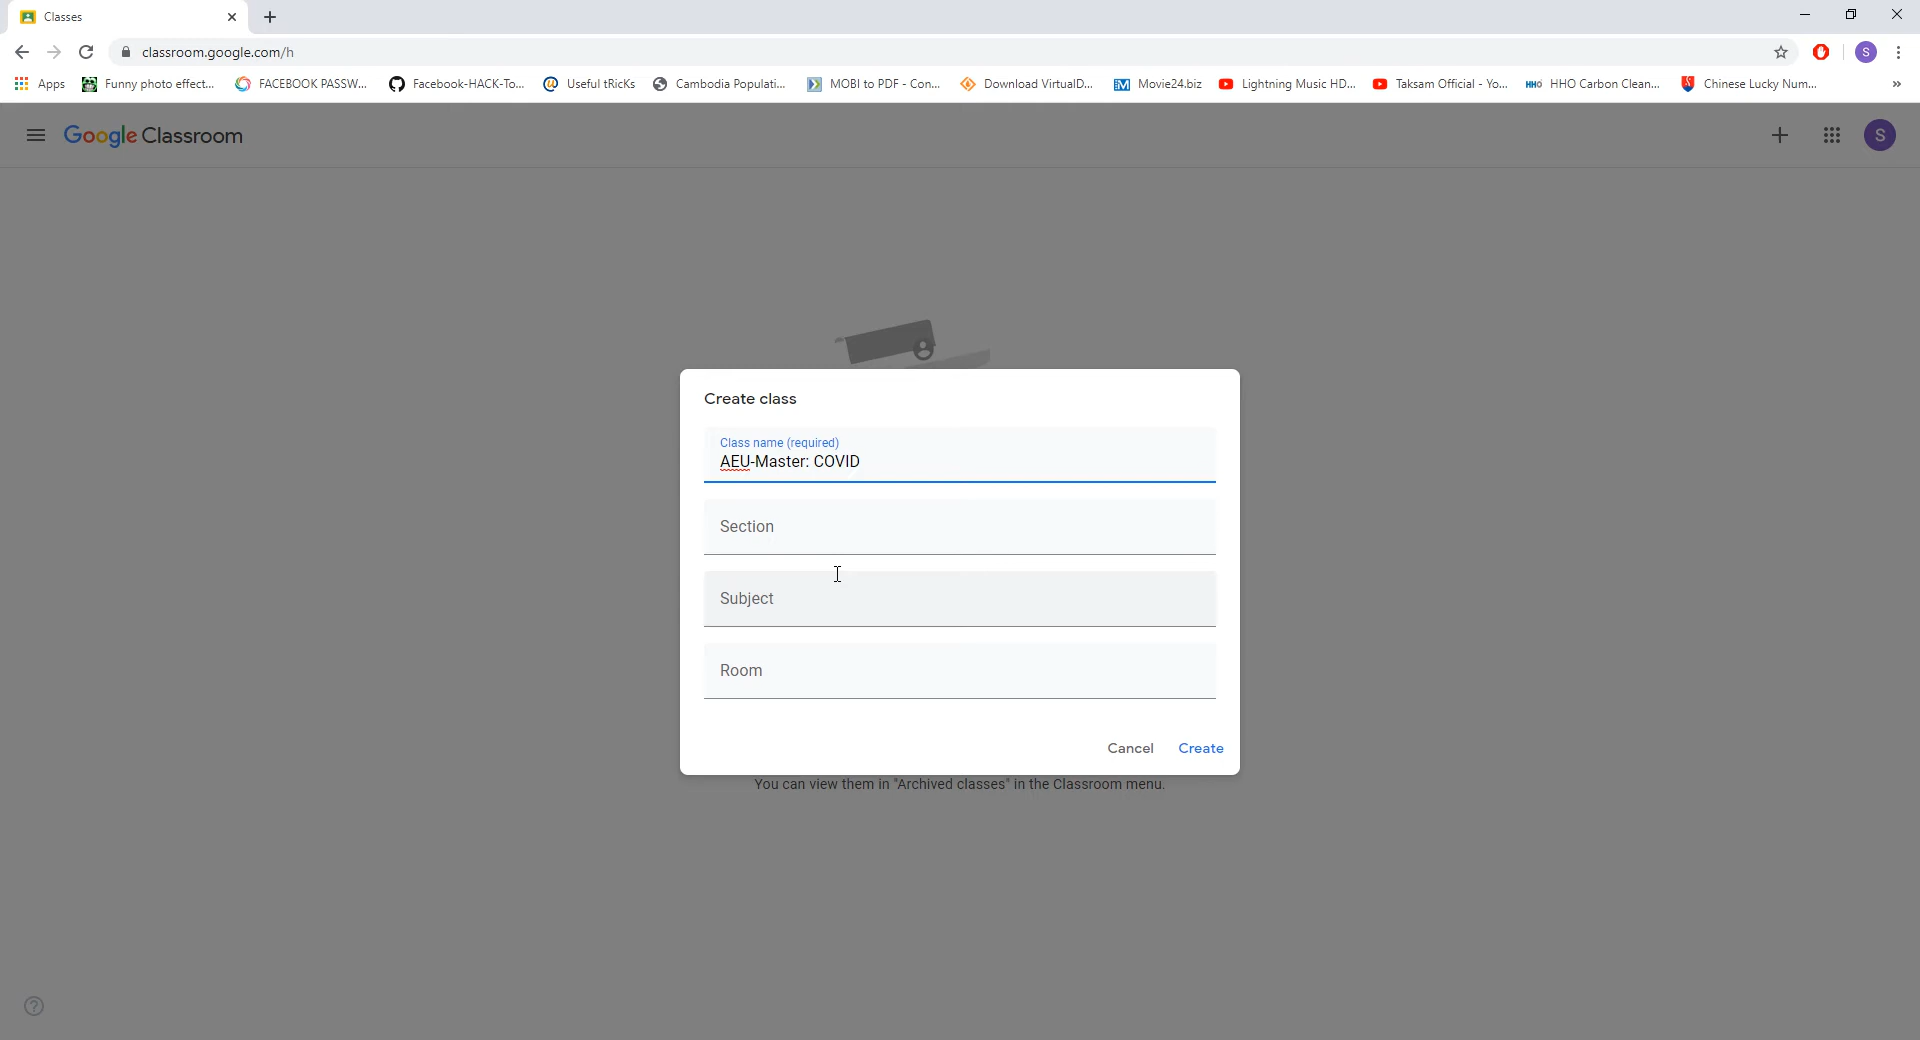 Classes
classroom.google.com/h
Apps
Funny photo effect...
FACEBOOK PASSW...
Facebook-HACK-To...
Useful tRicKs
Cambodia Populati...
MOBI to PDF - Con...
Download VirtualD...
Movie24.biz
Lightning Music HD...
Taksam Official - Yo...
HHO HHO Carbon Clean...
Chinese Lucky Num...
S
Google Classroom
S
Create class
Class name (required)
AEU-Master: COVID
Section
Subject
Room
Cancel
Create
You can view them in "Archived classes" in the Classroom menu.